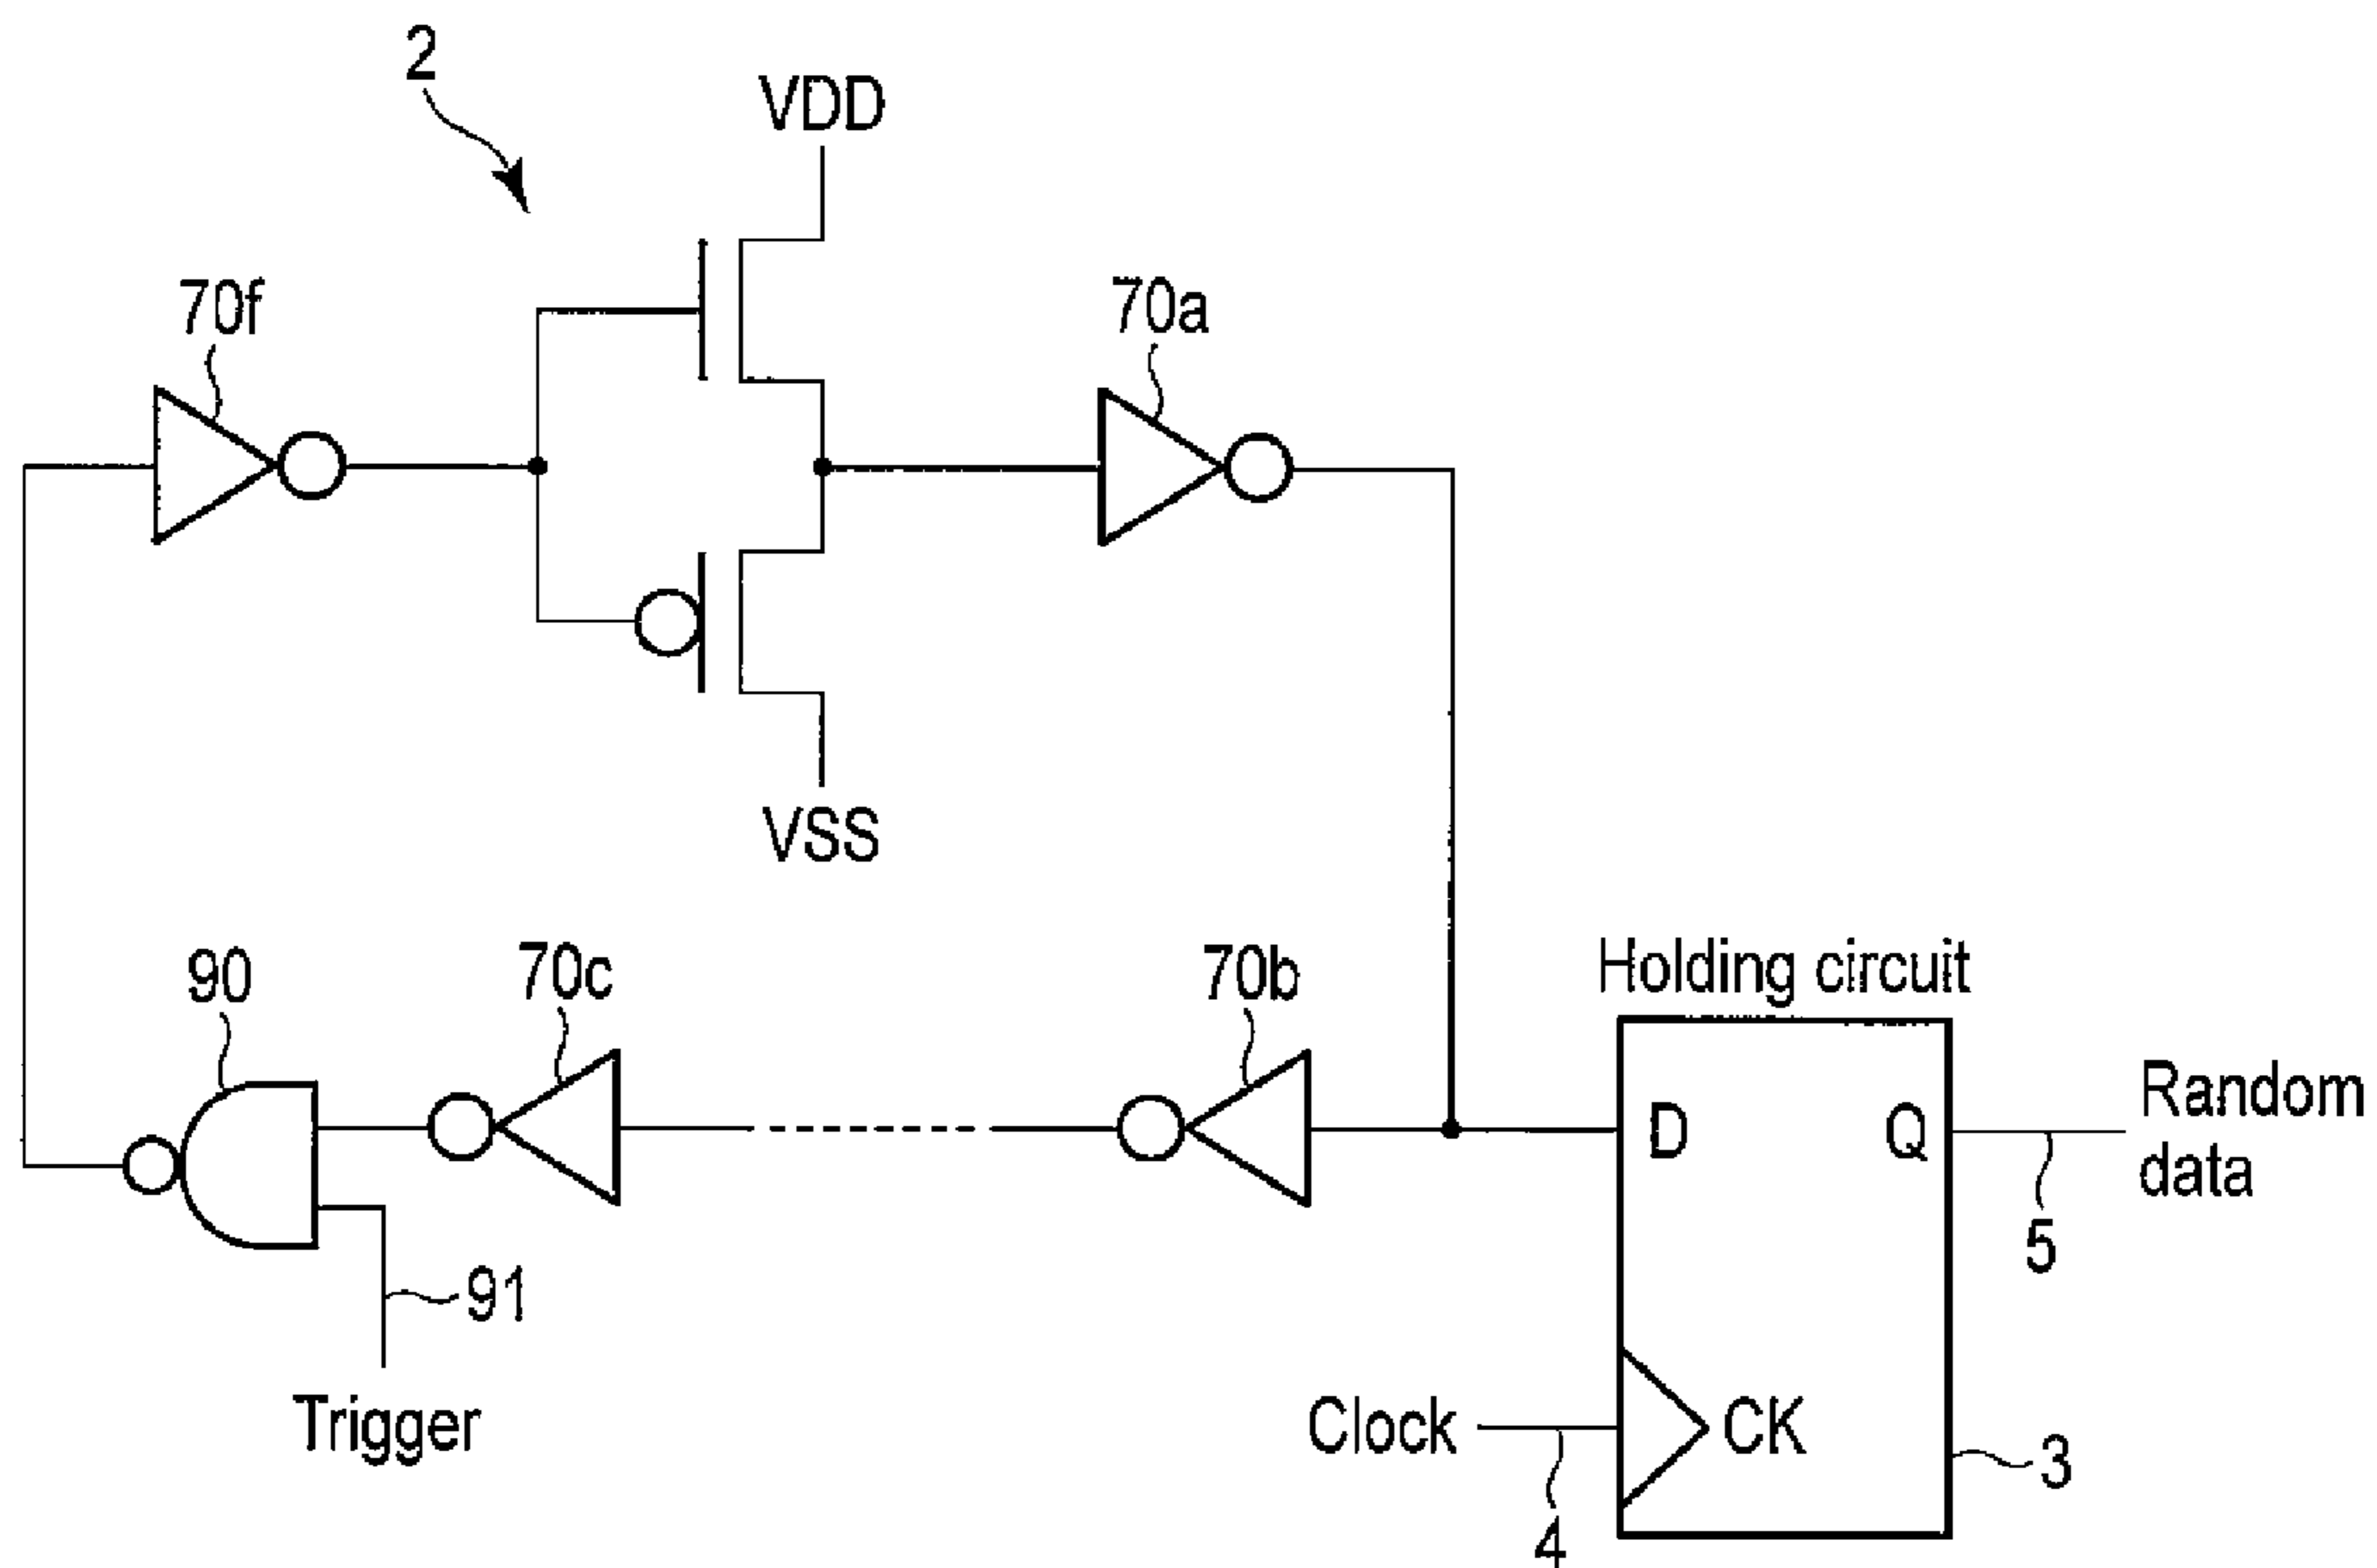 2
VDD
70f
70a
VSS
90
70c
70b
Holding circuit
D
Q
Random
data
5
91
Trigger
Clock
CK
3
4